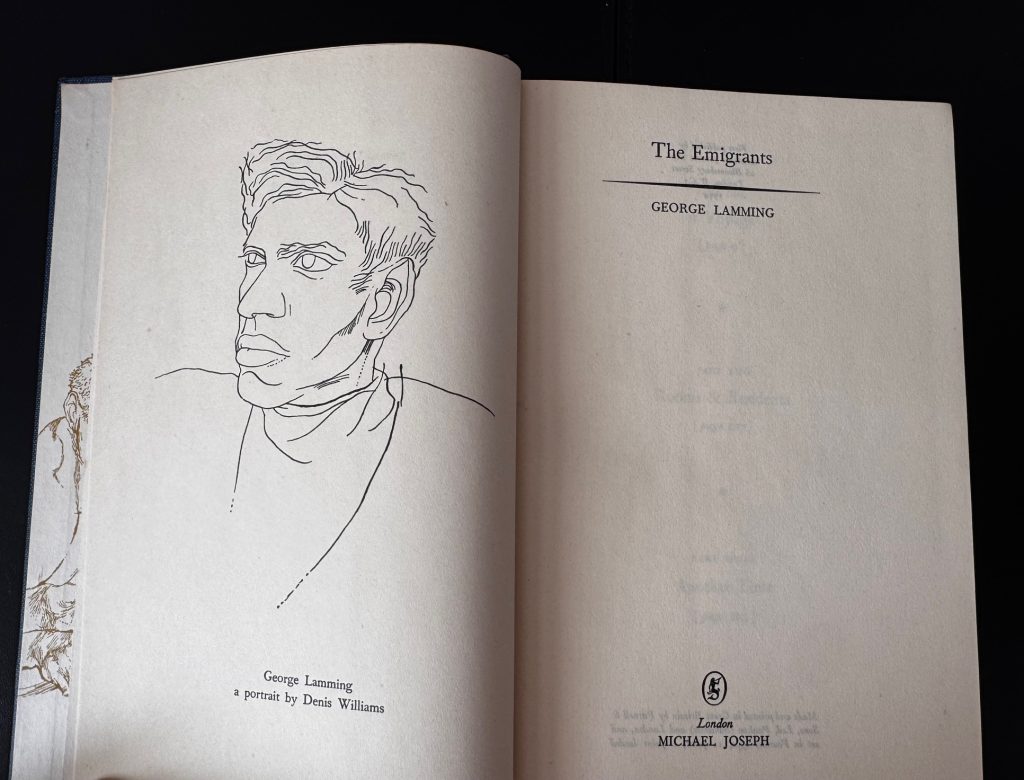 George Lamming
a portrait by Denis Williams
The Emigrants
GEORGE LAMMING
London
MICHAEL JOSEPH